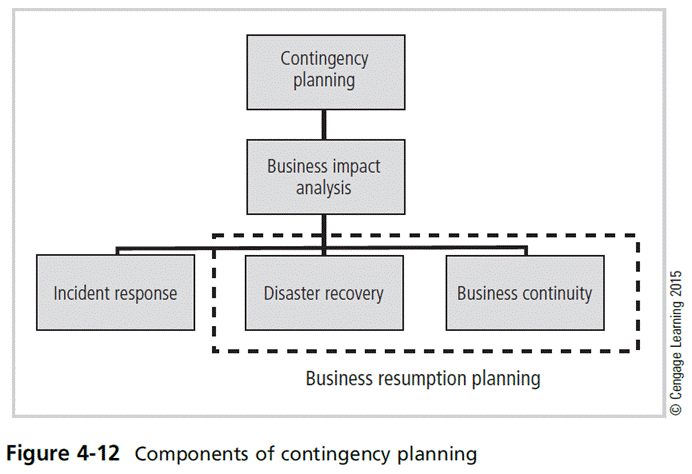 Contingency
planning
Business impact
analysis
Incident response
Disaster recovery
Business continuity
Business resumption planning
© Cengage Learning 2015
Figure 4-12 Components of contingency planning